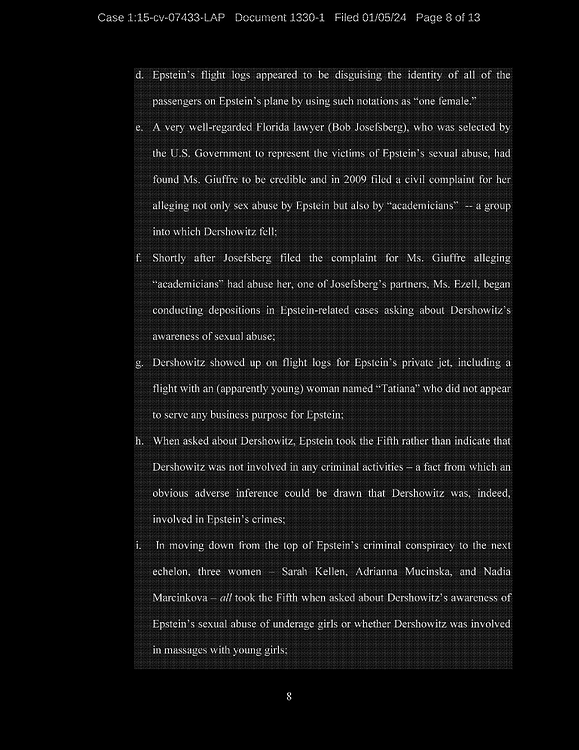 Case 1:15-cv-07433-LAP Document 1330-1 Filed 01/05/24 Page 8 of 13
d. Epstein's flight logs appeared to be disguising the identity of all of the
passengers on Epstein's plane by using such notations as "one female."
e. A very well-regarded Florida lawyer (Bob Josefsberg), who was selected by
the U.S. Government to represent the victims of Epstein's sexual abuse, had
found Ms. Giuffre to be credible and in 2009 filed a civil complaint for her
alleging not only sex abuse by Epstein but also by "academicians" -- a group
into which Dershowitz fell;
f. Shortly after Josefsberg filed the complaint for Ms. Giuffre alleging
"academicians" had abuse her, one of Josefsberg's partners, Ms. Ezell, began
conducting depositions in Epstein-related cases asking about Dershowitz's
awareness of sexual abuse;
g. Dershowitz showed up on flight logs for Epstein's private jet, including a
flight with an (apparently young) woman named "Tatiana" who did not appear
to serve any business purpose for Epstein;
h. When asked about Dershowitz, Epstein took the Fifth rather than indicate that
Dershowitz was not involved in any criminal activities – a fact from which an
obvious adverse inference could be drawn that Dershowitz was, indeed,
involved in Epstein's crimes;
i. In moving down from the top of Epstein's criminal conspiracy to the next
echelon, three women – Sarah Kellen, Adrianna Mucinska, and Nadia
Marcinkova – all took the Fifth when asked about Dershowitz's awareness of
Epstein's sexual abuse of underage girls or whether Dershowitz was involved
in massages with young girls;
8